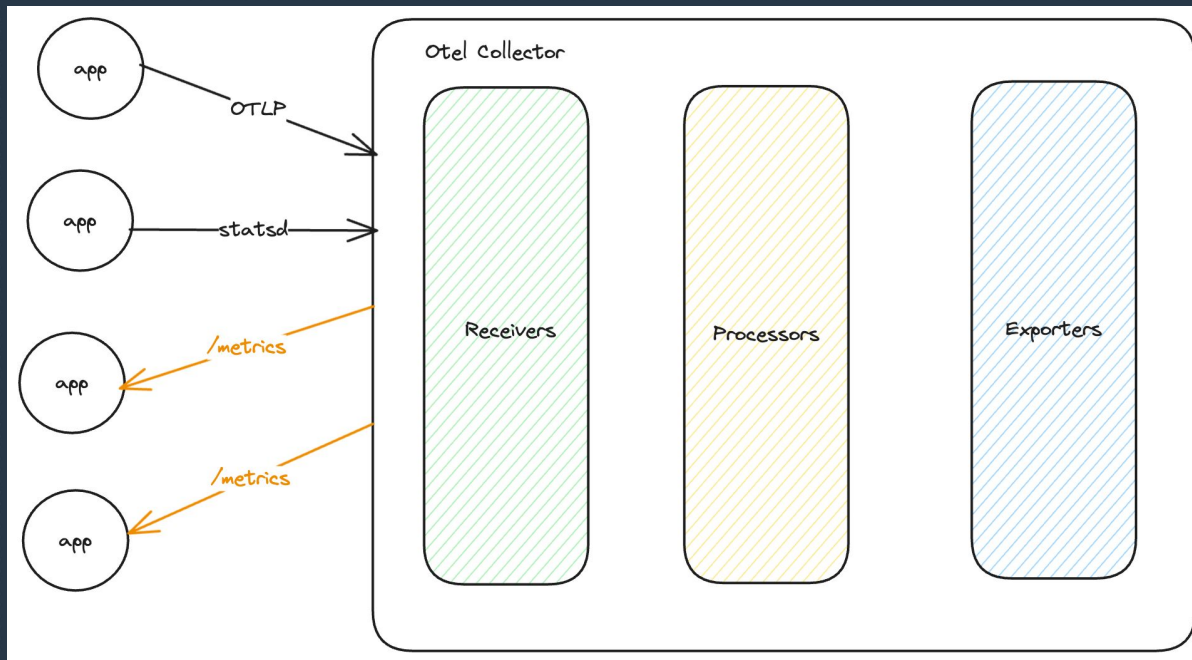 Otel Collector
app
OTLP
app
statsd
app
/metrics
app
/metrics
Receivers
Processors
Exporters